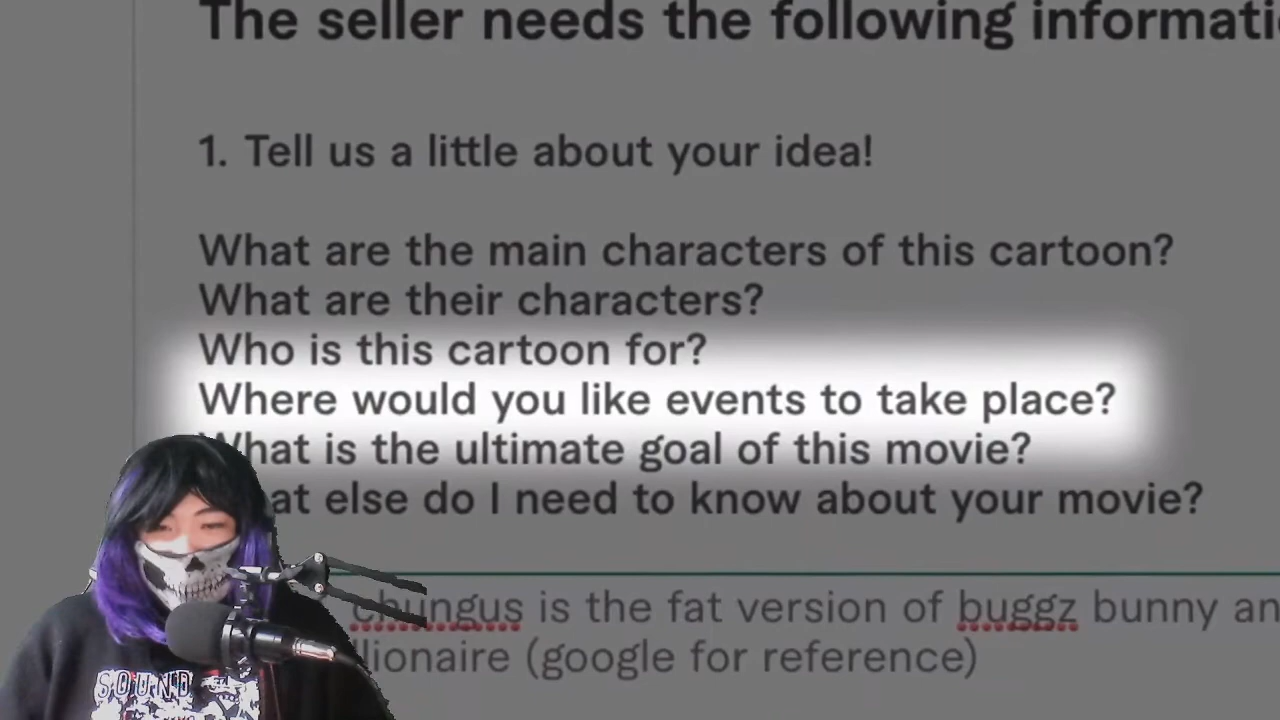 The seller needs the following informati
1. Tell us a little about your idea!
What are the main characters of this cartoon?
What are their characters?
Who is this cartoon for?
Where would you like events to take place?
What is the ultimate goal of this movie?
at else do I need to know about your movie?
chungus is the fat version of buggz bunny an
llionaire (google for reference)
SOUND